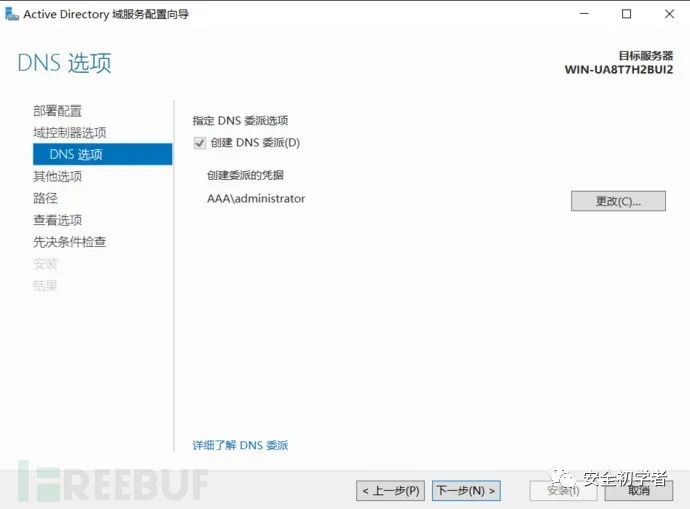 Active Directory 域服务配置向导
DNS 选项
目标服务器
WIN-UA8T7H2BUI2
部署配置
域控制器选项
DNS 选项
其他选项
路径
查看选项
先决条件检查
安装
结果
指定 DNS 委派选项
创建 DNS 委派(D)
创建委派的凭据
AAA\administrator
更改(C)...
详细了解 DNS 委派
< 上一步(P)
下一步(N) >
安装(I)
取消
FREEBUF
安全初学者